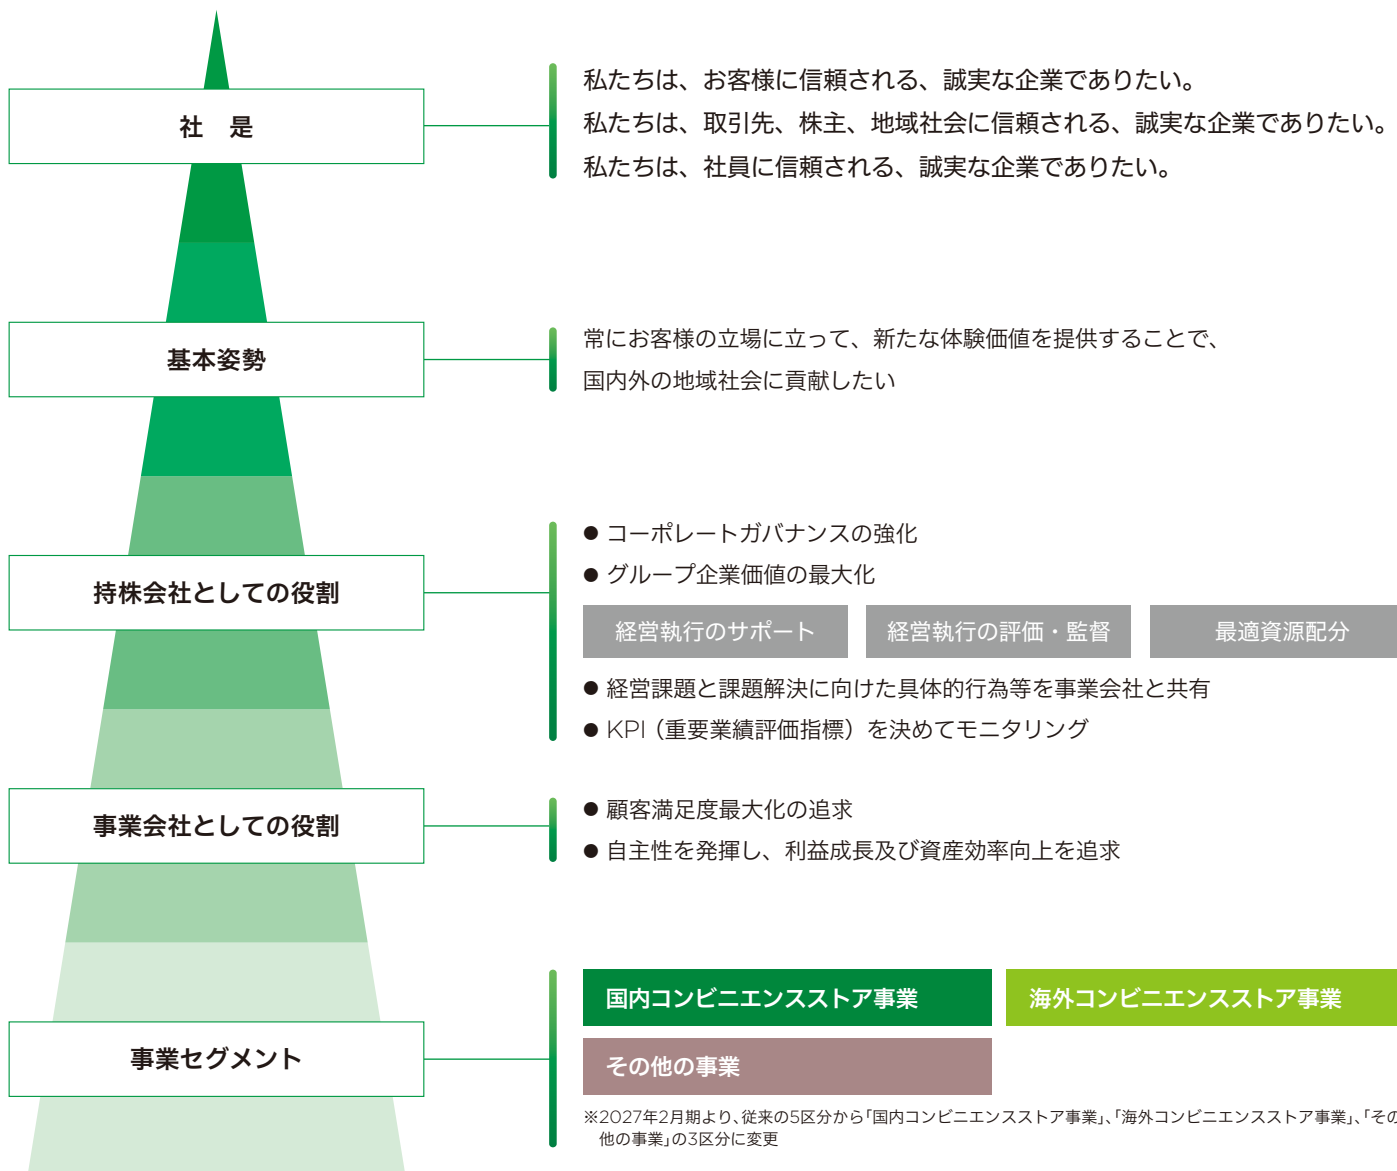 社　是
私たちは、お客様に信頼される、誠実な企業でありたい。
私たちは、取引先、株主、地域社会に信頼される、誠実な企業でありたい。
私たちは、社員に信頼される、誠実な企業でありたい。
基本姿勢
常にお客様の立場に立って、新たな体験価値を提供することで、
国内外の地域社会に貢献したい
持株会社としての役割
● コーポレートガバナンスの強化
● グループ企業価値の最大化
経営執行のサポート
経営執行の評価・監督
最適資源配分
● 経営課題と課題解決に向けた具体的行為等を事業会社と共有
● KPI（重要業績評価指標）を決めてモニタリング
事業会社としての役割
● 顧客満足度最大化の追求
● 自主性を発揮し、利益成長及び資産効率向上を追求
事業セグメント
国内コンビニエンスストア事業
海外コンビニエンスストア事業
その他の事業
※2027年2月期より、従来の5区分から「国内コンビニエンスストア事業」、「海外コンビニエンスストア事業」、「その
他の事業」の3区分に変更